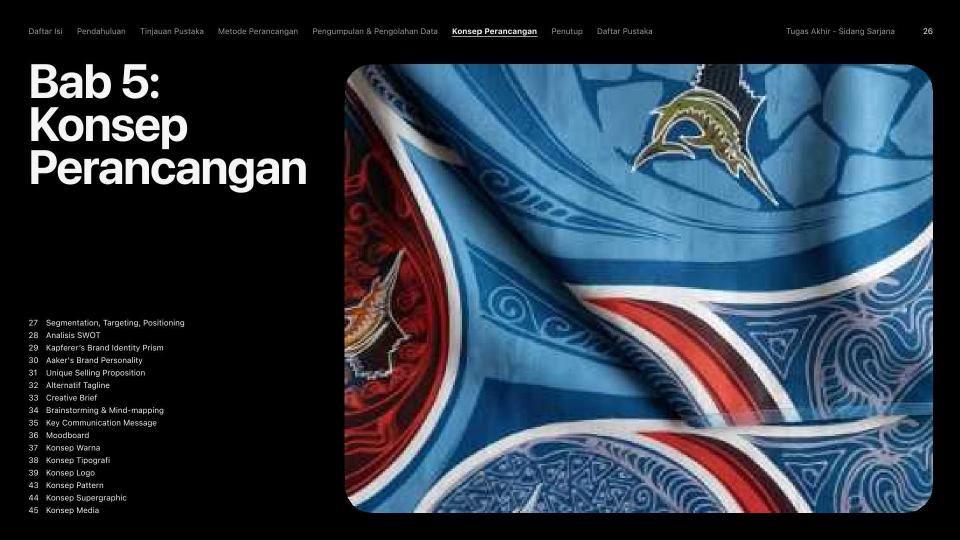 Daftar Isi Pendahuluan Tinjauan Pustaka Metode Perancangan Pengumpulan & Pengolahan Data Konsep Perancangan Penutup Daftar Pustaka Tugas Akhir - Sidang Sarjana 26
Bab 5:
Konsep
Perancangan
27 Segmentation, Targeting, Positioning
28 Analisis SWOT
29 Kapferer's Brand Identity Prism
30 Aaker's Brand Personality
31 Unique Selling Proposition
32 Alternatif Tagline
33 Creative Brief
34 Brainstorming & Mind-mapping
35 Key Communication Message
36 Moodboard
37 Konsep Warna
38 Konsep Tipografi
39 Konsep Logo
43 Konsep Pattern
44 Konsep Supergraphic
45 Konsep Media